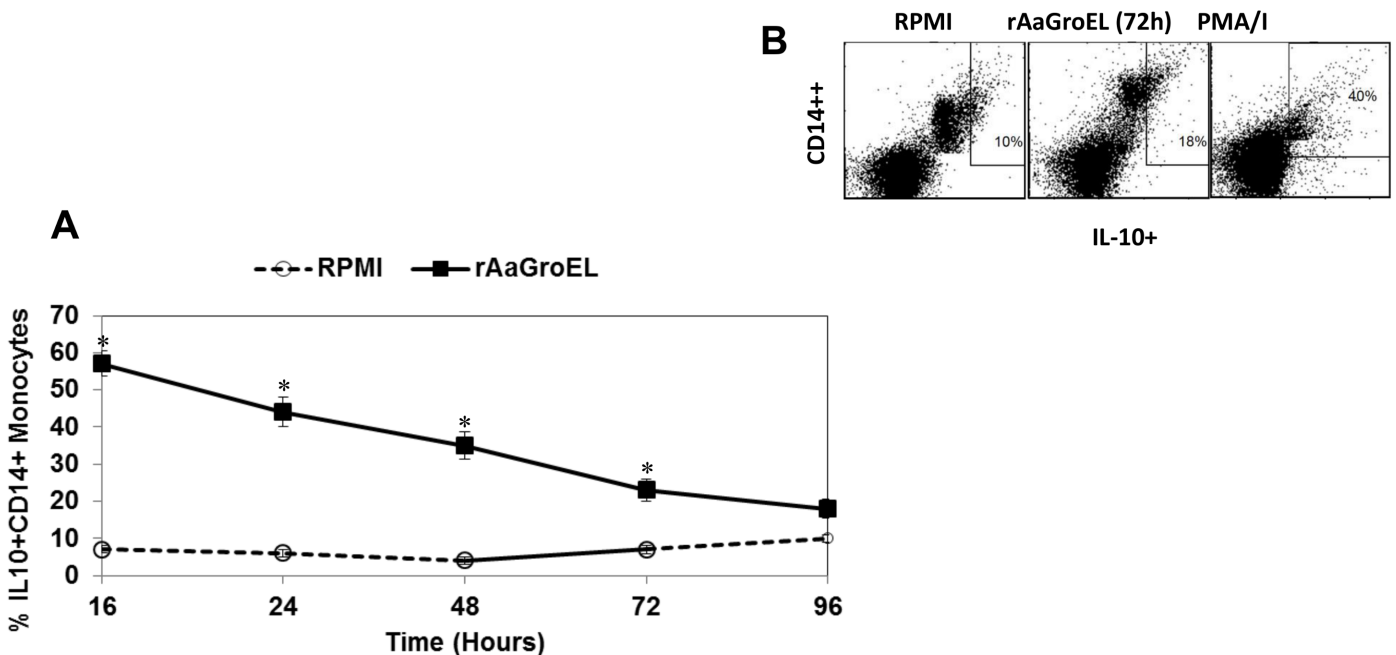 B
RPMI rAaGroEL (72h) PMA/I
CD14++
10% 18% 40%
IL-10+
A
RPMI rAaGroEL
% IL10+CD14+ Monocytes
70
60
50
40
30
20
10
0
* * * *
16 24 48 72 96
Time (Hours)